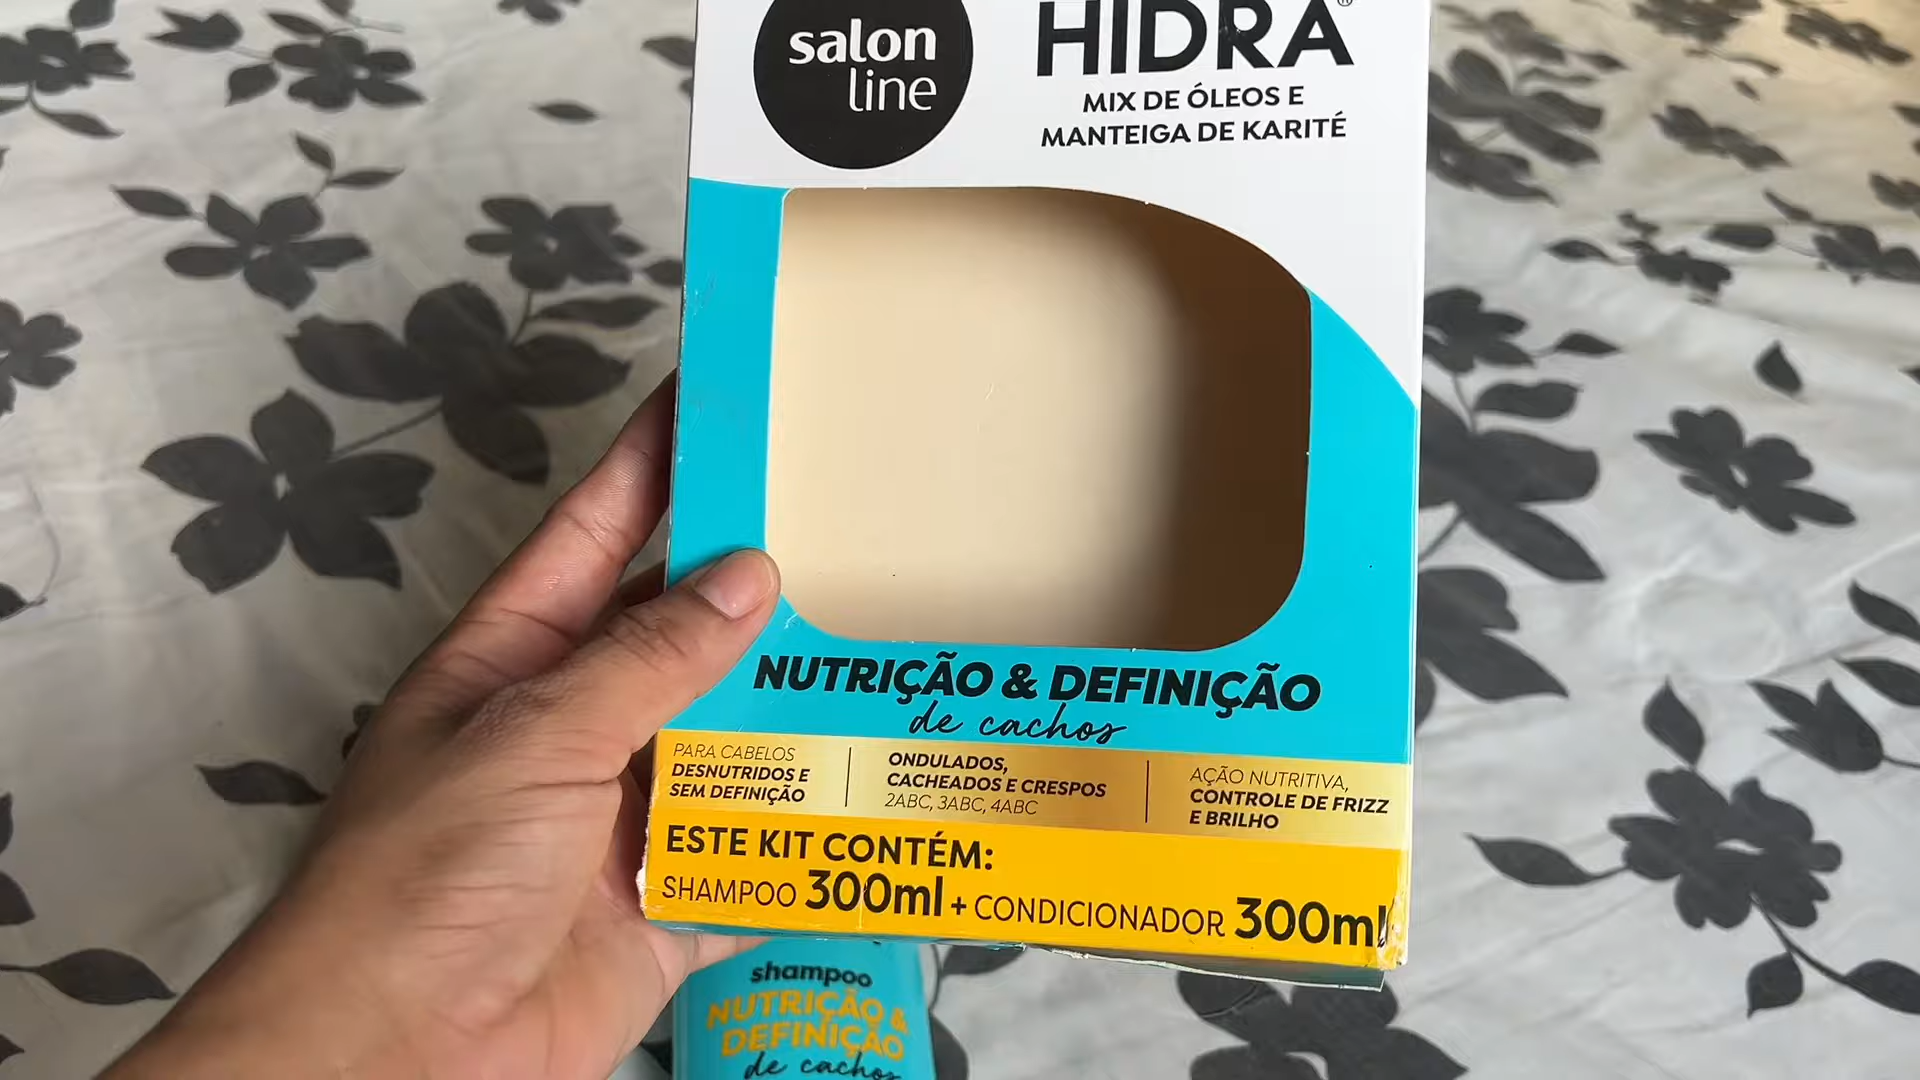 salon
line
HIDRA®
MIX DE ÓLEOS E
MANTEIGA DE KARITÉ
NUTRIÇÃO & DEFINIÇÃO
de cachos
PARA CABELOS
DESNUTRIDOS E
SEM DEFINIÇÃO
ONDULADOS,
CACHEADOS E CRESPOS
2ABC, 3ABC, 4ABC
AÇÃO NUTRITIVA,
CONTROLE DE FRIZZ
E BRILHO
ESTE KIT CONTÉM:
SHAMPOO 300ml + CONDICIONADOR 300ml
shampoo
NUTRIÇÃO &
DEFINIÇÃO
de cachos